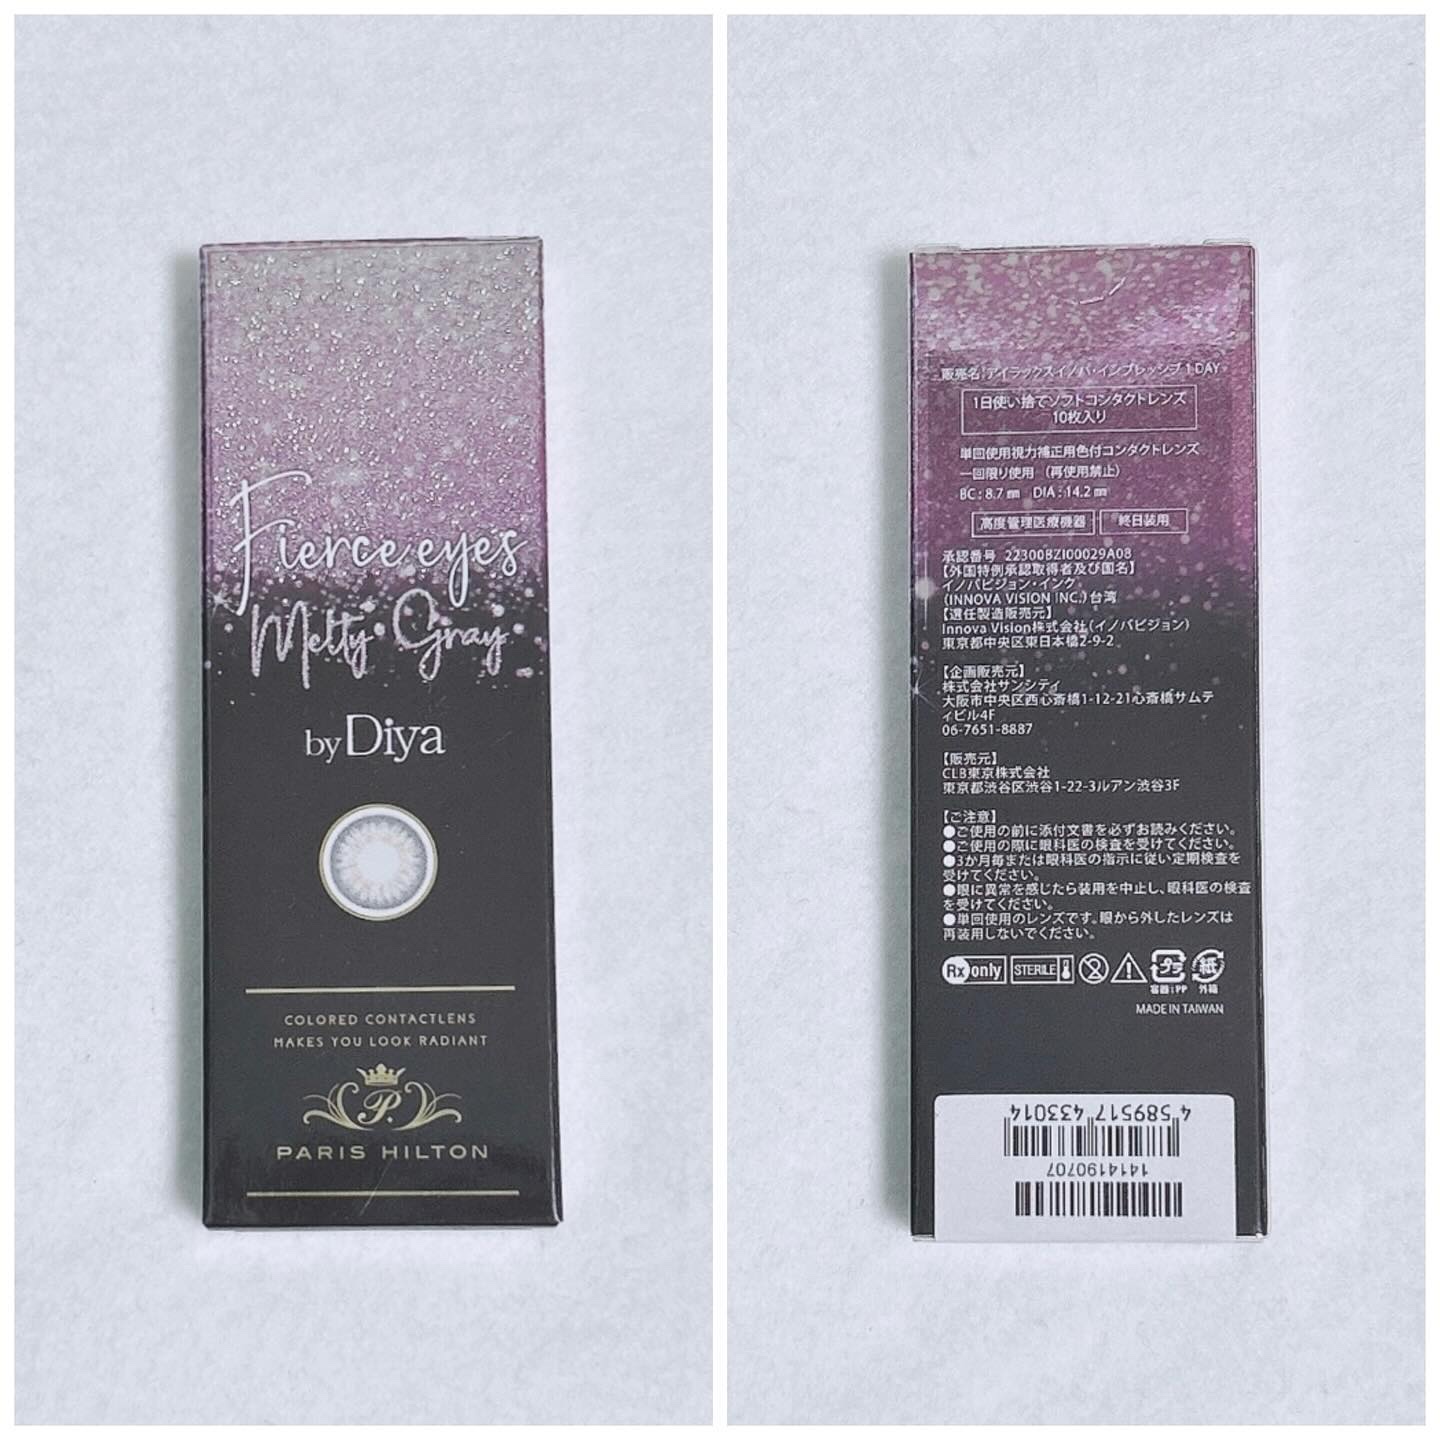 Fierce eyes
Melty Gray
by Diya
COLORED CONTACTLENS
MAKES YOU LOOK RADIANT
P.
PARIS HILTON
販売名:アイラックスイノバ・インプレッシブ 1 DAY
1日使い捨てソフトコンタクトレンズ
10枚入り
単回使用視力補正用色付コンタクトレンズ
一回限り使用 (再使用禁止)
BC : 8.7 ㎜ DIA : 14.2 ㎜
高度管理医療機器 終日装用
承認番号 22300BZI00029A08
【外国特例承認取得者及び国名】
イノバビジョン・インク
(INNOVA VISION INC.)台湾
【選任製造販売元】
Innova Vision株式会社(イノバビジョン)
東京都中央区東日本橋2-9-2
【企画販売元】
株式会社サンシティ
大阪市中央区西心斎橋1-12-21心斎橋サムテ
ィビル4F
06-7651-8887
【販売元】
CLB東京株式会社
東京都渋谷区渋谷1-22-3ルアン渋谷3F
【ご注意】
●ご使用の前に添付文書を必ずお読みください。
●ご使用の際に眼科医の検査を受けてください。
●3か月毎または眼科医の指示に従い定期検査を
受けてください。
●眼に異常を感じたら装用を中止し、眼科医の検査
を受けてください。
●単回使用のレンズです。眼から外したレンズは
再装用しないでください。
Rx only STERILE 2 プラ 紙
容器:PP 外箱
MADE IN TAIWAN
4 589517 433014
1414190707